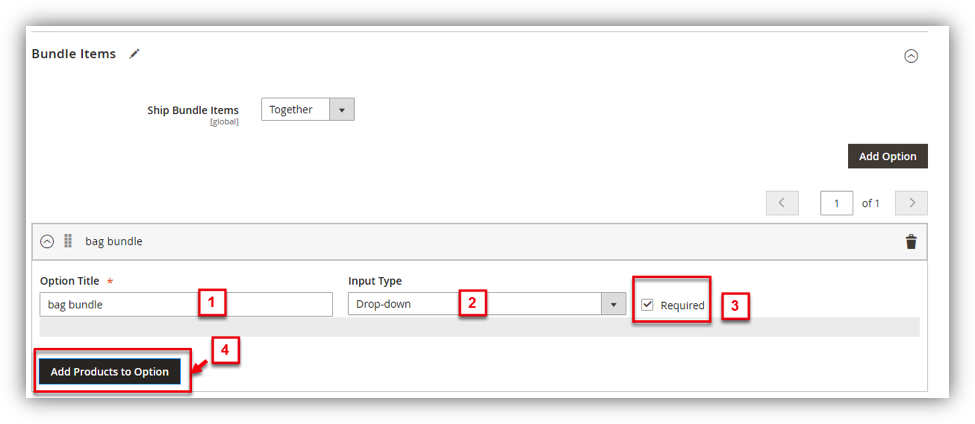 Bundle Items
Ship Bundle Items
[global]
Together
Add Option
1 of 1
bag bundle
Option Title *
Input Type
bag bundle
1
Drop-down
2
Required
3
4
Add Products to Option